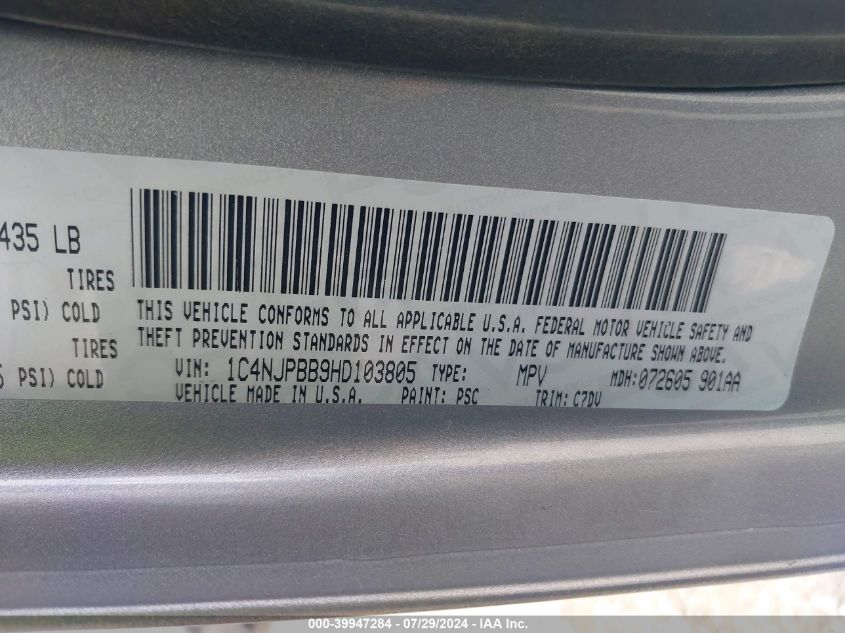 435 LB
TIRES
PSI) COLD
TIRES
PSI) COLD
THIS VEHICLE CONFORMS TO ALL APPLICABLE U.S.A. FEDERAL MOTOR VEHICLE SAFETY AND
THEFT PREVENTION STANDARDS IN EFFECT ON THE DATE OF MANUFACTURE SHOWN ABOVE.
VIN: 1C4NJPBB9HD103805 TYPE: MPV MDH:072605 901AA
VEHICLE MADE IN U.S.A. PAINT: PSC TRIM: C7DV
000-39947284 - 07/29/2024 - IAA Inc.